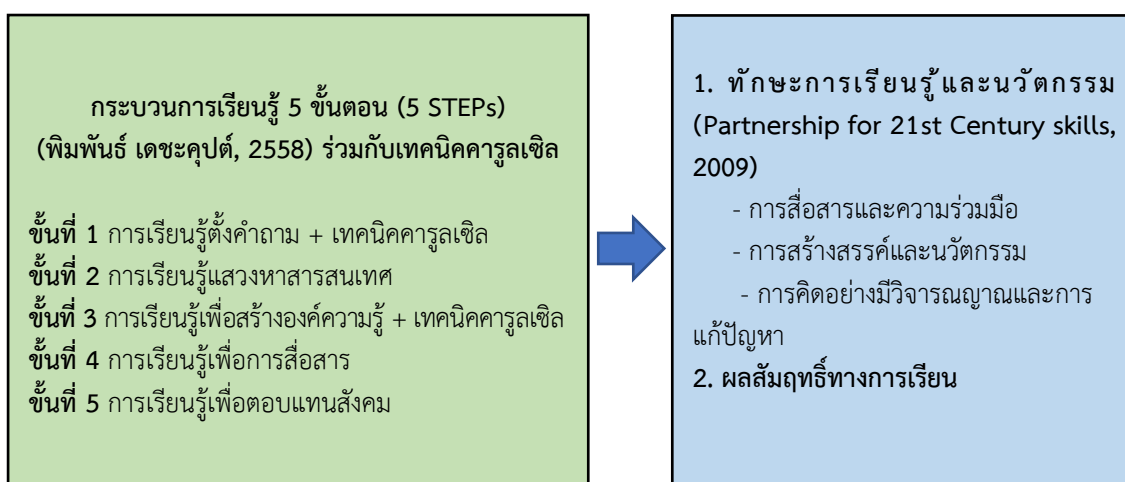 กระบวนการเรียนรู้ 5 ขั้นตอน (5 STEPs)
(พิมพันธ์ เดชะคุปต์, 2558) ร่วมกับเทคนิคคารูลเซิล
ขั้นที่ 1 การเรียนรู้ตั้งคำถาม + เทคนิคคารูลเซิล
ขั้นที่ 2 การเรียนรู้แสวงหาสารสนเทศ
ขั้นที่ 3 การเรียนรู้เพื่อสร้างองค์ความรู้ + เทคนิคคารูลเซิล
ขั้นที่ 4 การเรียนรู้เพื่อการสื่อสาร
ขั้นที่ 5 การเรียนรู้เพื่อตอบแทนสังคม
1. ทักษะการเรียนรู้และนวัตกรรม
(Partnership for 21st Century skills,
2009)
- การสื่อสารและความร่วมมือ
- การสร้างสรรค์และนวัตกรรม
- การคิดอย่างมีวิจารณญาณและการ
แก้ปัญหา
2. ผลสัมฤทธิ์ทางการเรียน